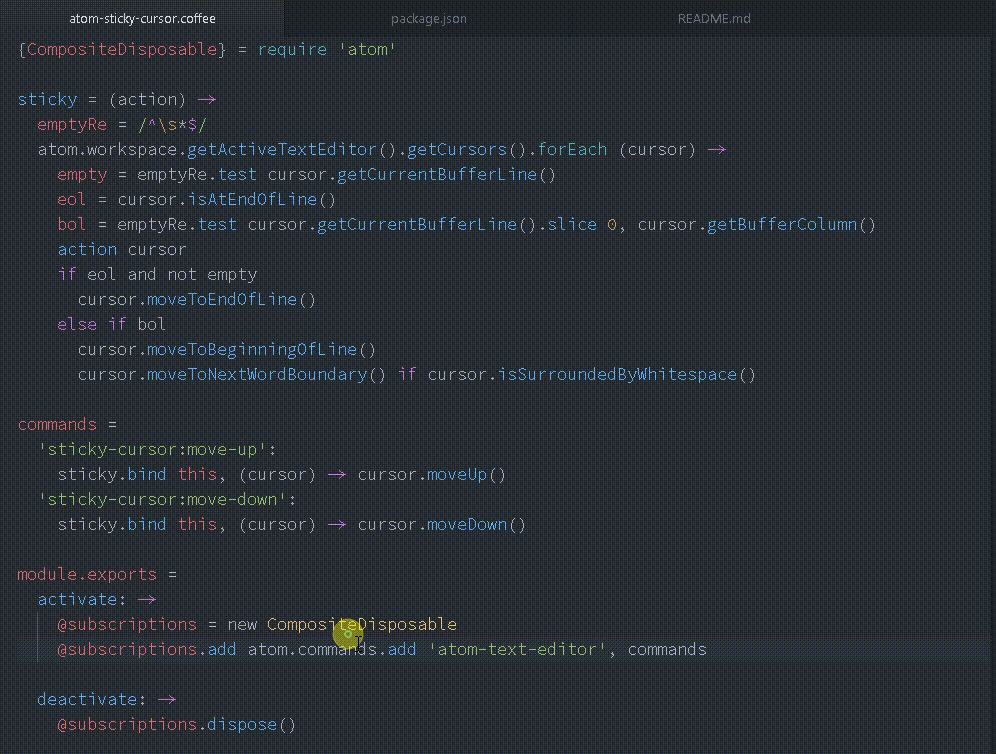 atom-sticky-cursor.coffee package.json README.md
{CompositeDisposable} = require 'atom'
sticky = (action) ->
emptyRe = /^\s*$/
atom.workspace.getActiveTextEditor().getCursors().forEach (cursor) ->
empty = emptyRe.test cursor.getCurrentBufferLine()
eol = cursor.isAtEndOfLine()
bol = emptyRe.test cursor.getCurrentBufferLine().slice 0, cursor.getBufferColumn()
action cursor
if eol and not empty
cursor.moveToEndOfLine()
else if bol
cursor.moveToBeginningOfLine()
cursor.moveToNextWordBoundary() if cursor.isSurroundedByWhitespace()
commands =
'sticky-cursor:move-up':
sticky.bind this, (cursor) -> cursor.moveUp()
'sticky-cursor:move-down':
sticky.bind this, (cursor) -> cursor.moveDown()
module.exports =
activate: ->
@subscriptions = new CompositeDisposable
@subscriptions.add atom.commands.add 'atom-text-editor', commands
deactivate: ->
@subscriptions.dispose()